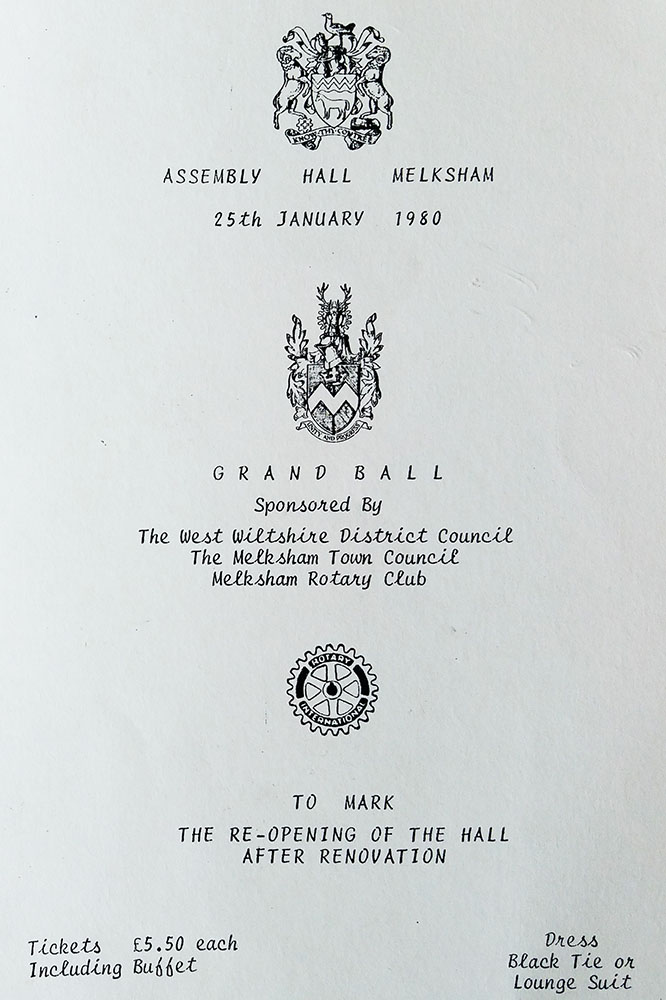 KNOW·THY·
ASSEMBLY HALL MELKSHAM
25th JANUARY 1980
UNITY AND PROGRESS
GRAND BALL
Sponsored By
The West Wiltshire District Council
The Melksham Town Council
Melksham Rotary Club
ROTARY
INTERNATIONAL
TO MARK
THE RE-OPENING OF THE HALL
AFTER RENOVATION
Tickets £5.50 each
Including Buffet
Dress
Black Tie or
Lounge Suit